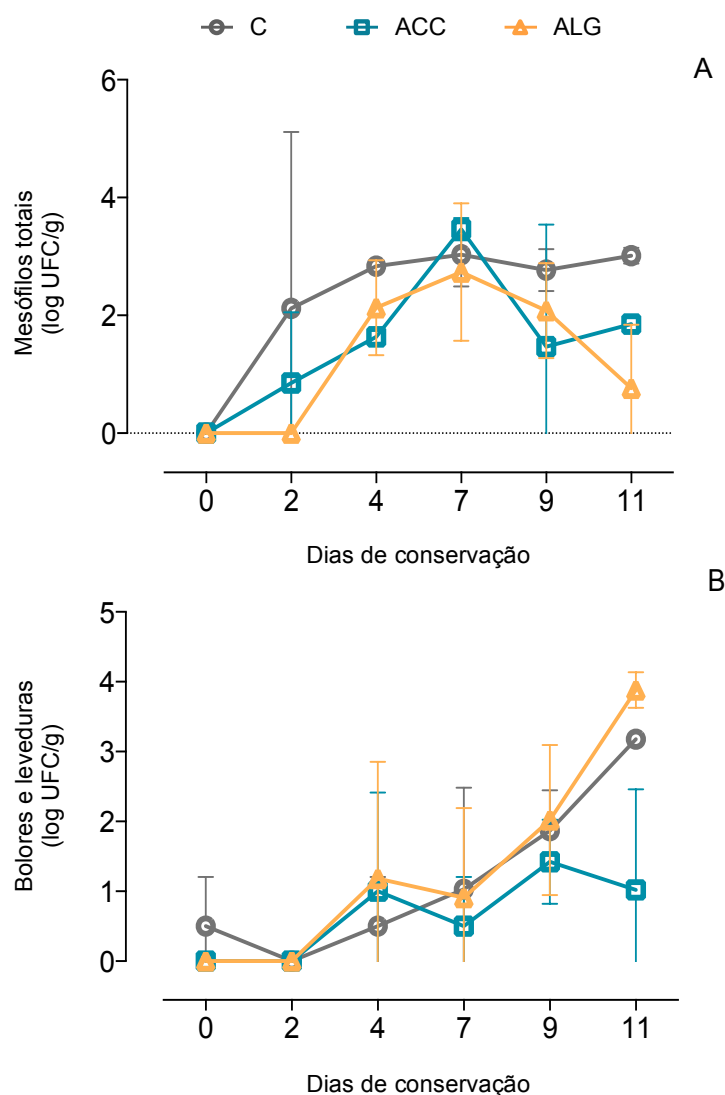 C ACC ALG
A
6
4
2
0
Mesófilos totais
(log UFC/g)
0 2 4 7 9 11
Dias de conservação
B
5
4
3
2
1
0
Bolores e leveduras
(log UFC/g)
0 2 4 7 9 11
Dias de conservação